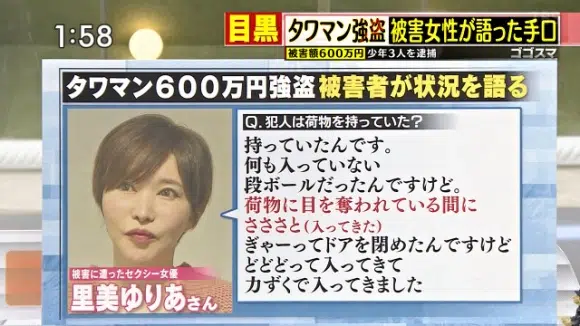 1:58
目黒
タワマン強盗 被害女性が語った手口
被害額600万円 少年3人を逮捕
ゴゴスマ
タワマン600万円強盗 被害者が状況を語る
Q.犯人は荷物を持っていた?
持っていたんです。
何も入っていない
段ボールだったんですけど。
荷物に目を奪われている間に
さささと(入ってきた)
ぎゃーってドアを閉めたんですけど
どどどって入ってきて
力ずくで入ってきました
被害に遭ったセクシー女優
里美ゆりあさん